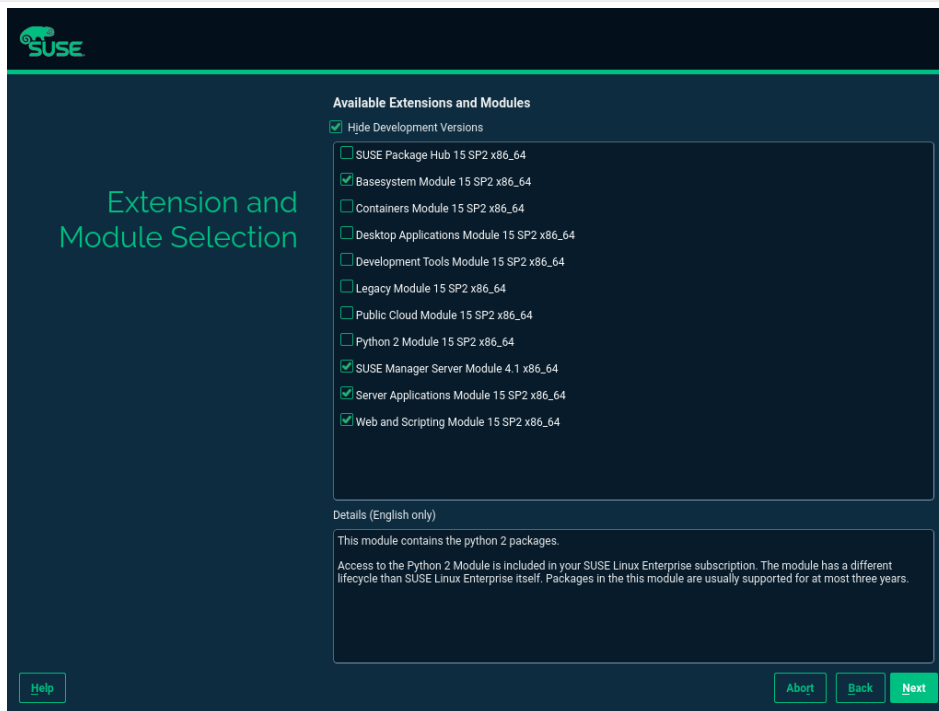 SUSE
Extension and
Module Selection
Available Extensions and Modules
Hide Development Versions
SUSE Package Hub 15 SP2 x86_64
Basesystem Module 15 SP2 x86_64
Containers Module 15 SP2 x86_64
Desktop Applications Module 15 SP2 x86_64
Development Tools Module 15 SP2 x86_64
Legacy Module 15 SP2 x86_64
Public Cloud Module 15 SP2 x86_64
Python 2 Module 15 SP2 x86_64
SUSE Manager Server Module 4.1 x86_64
Server Applications Module 15 SP2 x86_64
Web and Scripting Module 15 SP2 x86_64
Details (English only)
This module contains the python 2 packages.
Access to the Python 2 Module is included in your SUSE Linux Enterprise subscription. The module has a different
lifecycle than SUSE Linux Enterprise itself. Packages in the this module are usually supported for at most three years.
Help
Abort
Back
Next